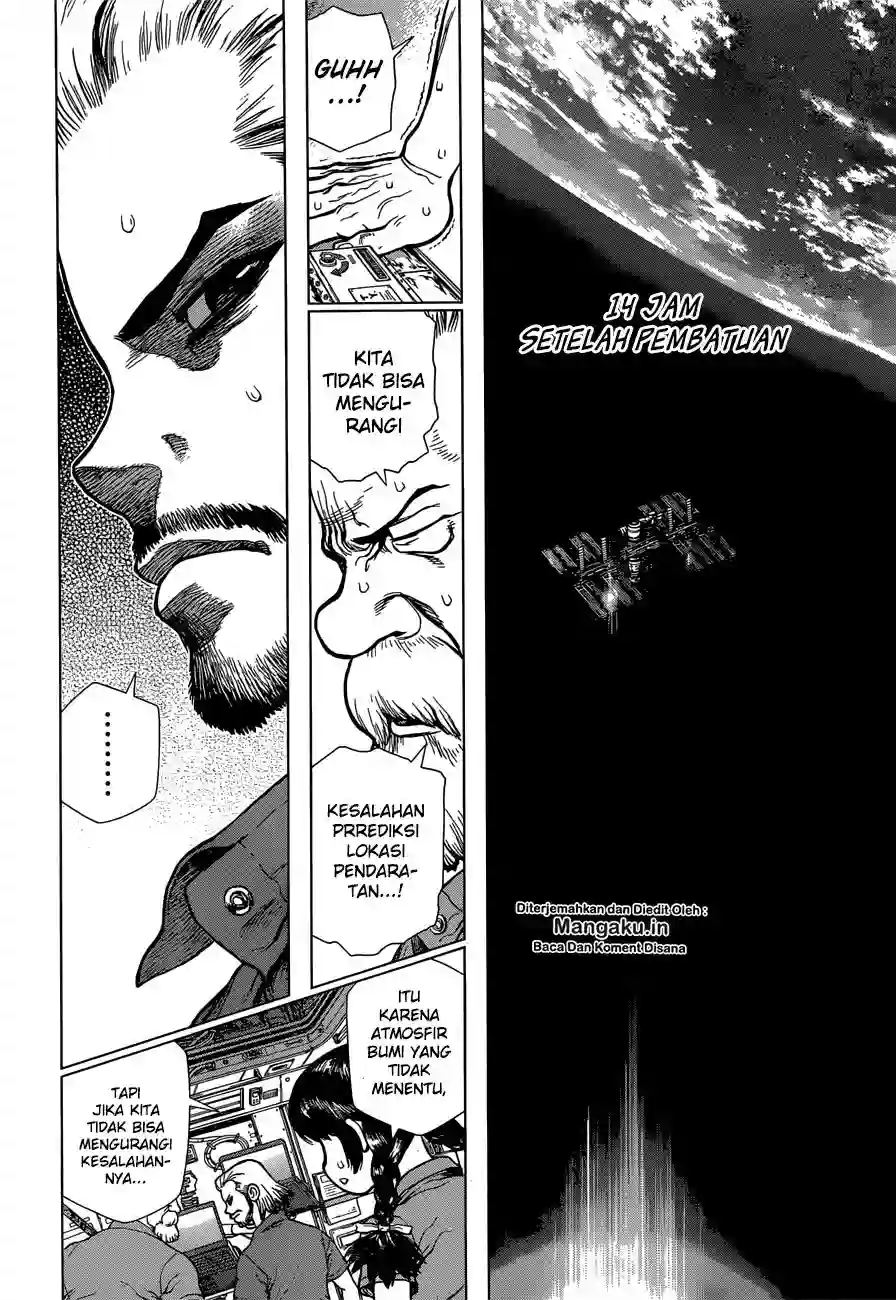 14 JAM
SETELAH PEMBATUAN
Diterjemahkan dan Diedit Oleh :
Mangaku.in
Baca Dan Koment Disana
GUHH
...!
KITA
TIDAK BISA
MENGU-
RANGI
KESALAHAN
PRREDIKSI
LOKASI
PENDARA-
TAN...!
........
ITU
KARENA
ATMOSFIR
BUMI YANG
TIDAK
MENENTU,
TAPI
JIKA KITA
TIDAK BISA
MENGURANGI
KESALAHAN-
NYA...